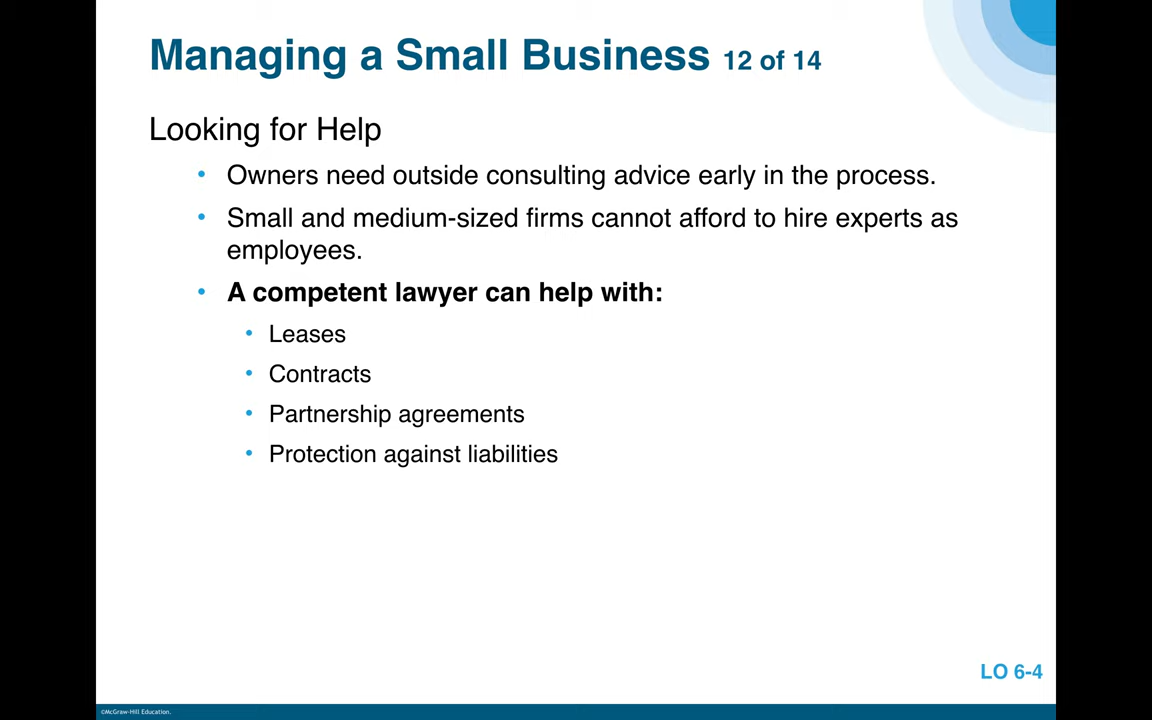 Managing a Small Business 12 of 14
Looking for Help
• Owners need outside consulting advice early in the process.
• Small and medium-sized firms cannot afford to hire experts as
employees.
• A competent lawyer can help with:
• Leases
• Contracts
• Partnership agreements
• Protection against liabilities
LO 6-4
©McGraw-Hill Education.